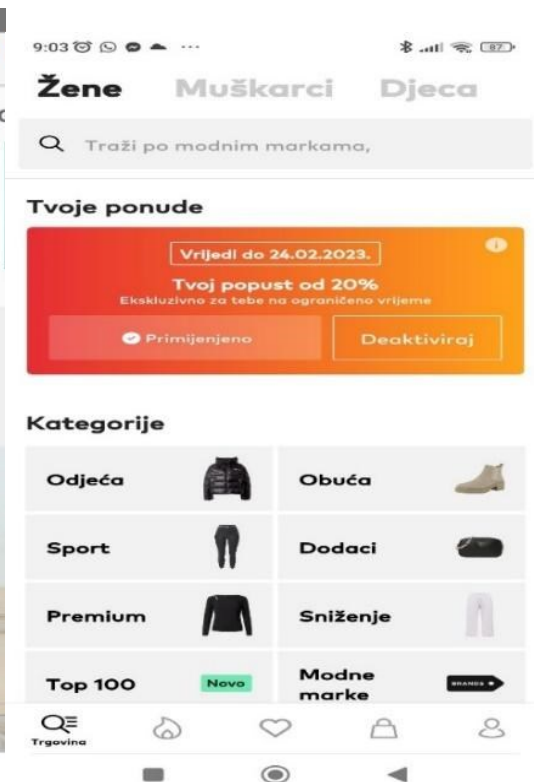 9:03
87
Žene Muškarci Djeca
Traži po modnim markama,
Tvoje ponude
Vrijedi do 24.02.2023.
Tvoj popust od 20%
Ekskluzivno za tebe na ograničeno vrijeme
Primijenjeno Deaktiviraj
Kategorije
Odjeća Obuća
Sport Dodaci
Premium Sniženje
Top 100 Novo Modne
marke BRANDS
Trgovina